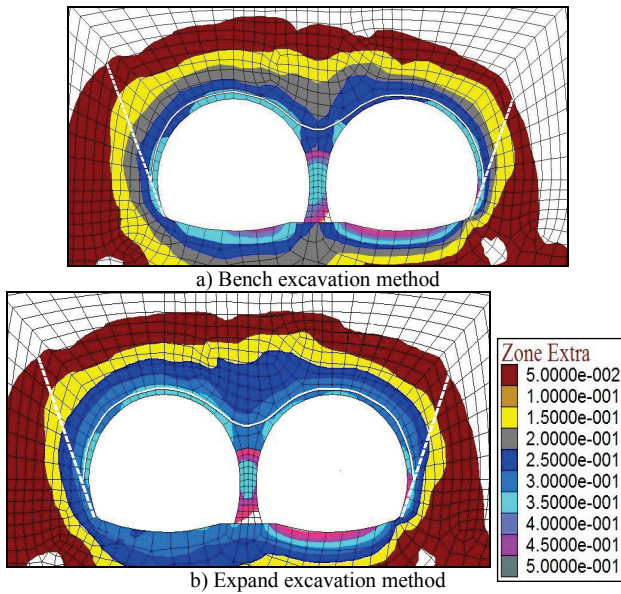 a) Bench excavation method
Zone Extra
5.0000e-002
1.0000e-001
1.5000e-001
2.0000e-001
2.5000e-001
3.0000e-001
3.5000e-001
4.0000e-001
4.5000e-001
5.0000e-001
b) Expand excavation method